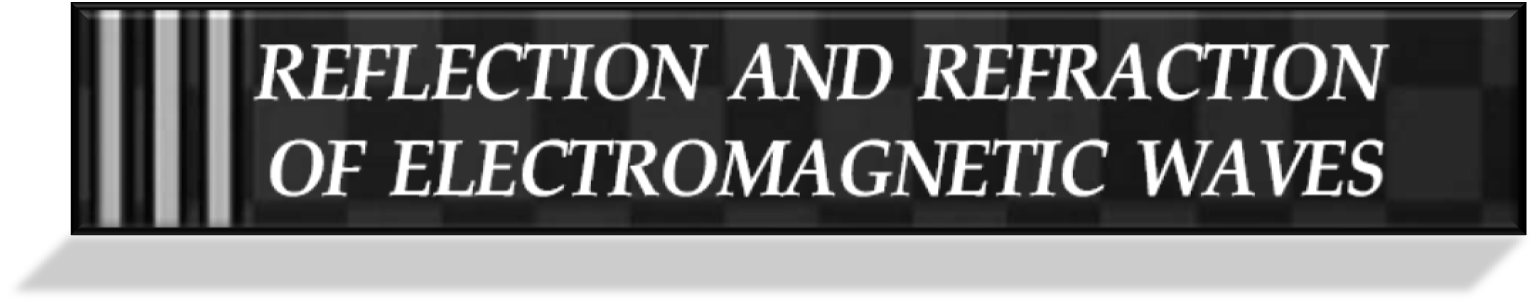 REFLECTION AND REFRACTION
OF ELECTROMAGNETIC WAVES